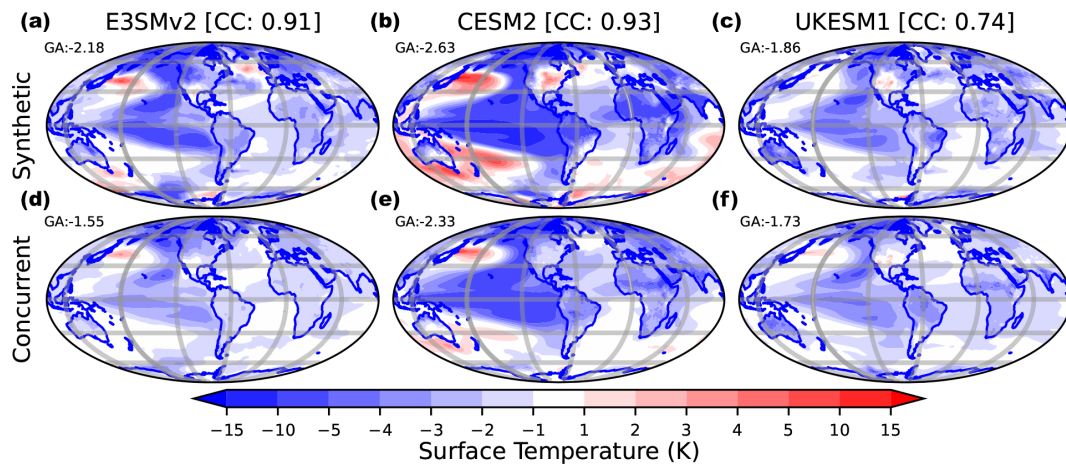 (a) E3SMv2 [CC: 0.91]
(b) CESM2 [CC: 0.93]
(c) UKESM1 [CC: 0.74]
GA:-2.18
GA:-2.63
GA:-1.86
Synthetic
(d)
(e)
(f)
GA:-1.55
GA:-2.33
GA:-1.73
Concurrent
−15 −10 −5 −4 −3 −2 −1 1 2 3 4 5 10 15
Surface Temperature (K)